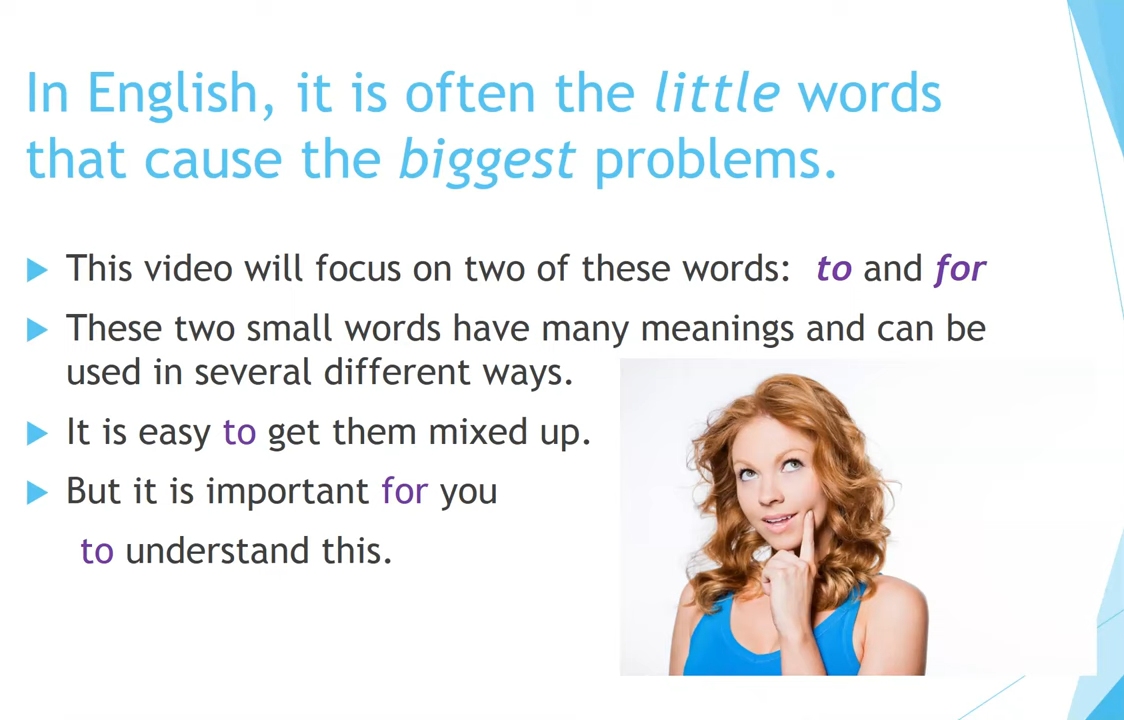 In English, it is often the little words
that cause the biggest problems.
This video will focus on two of these words: to and for
These two small words have many meanings and can be
used in several different ways.
It is easy to get them mixed up.
But it is important for you
to understand this.